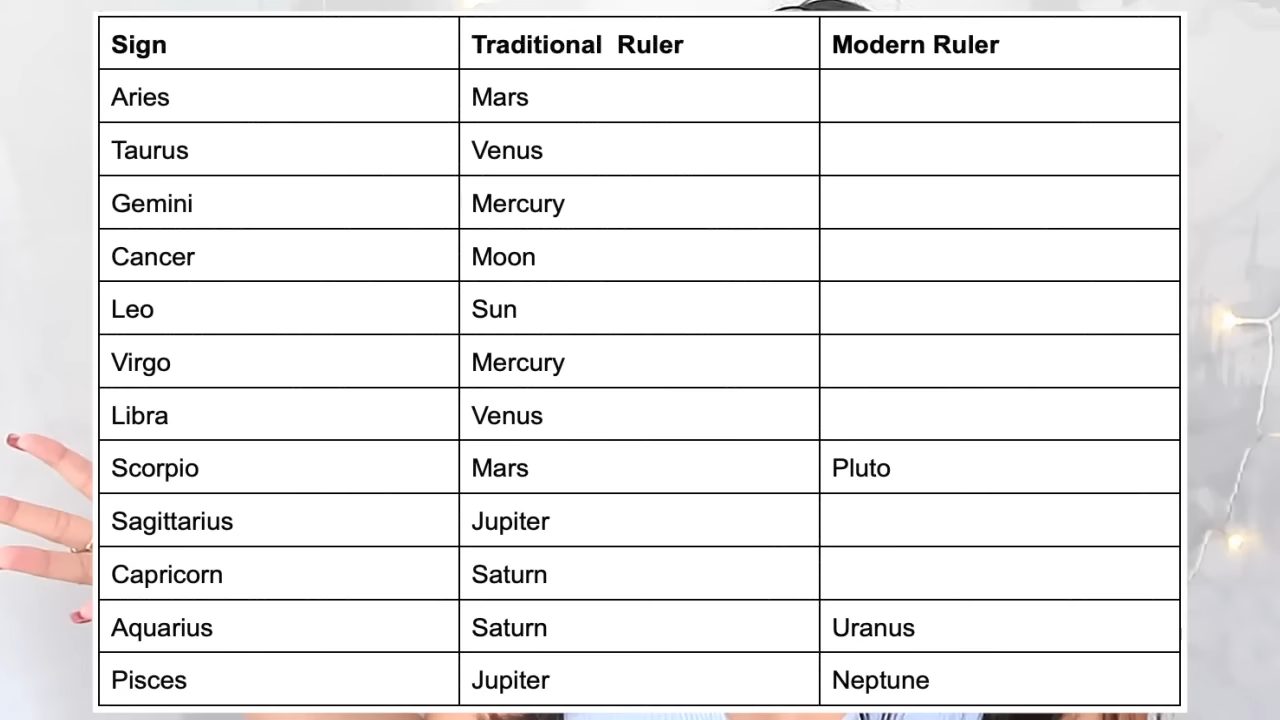 Sign Traditional Ruler Modern Ruler
Aries Mars
Taurus Venus
Gemini Mercury
Cancer Moon
Leo Sun
Virgo Mercury
Libra Venus
Scorpio Mars Pluto
Sagittarius Jupiter
Capricorn Saturn
Aquarius Saturn Uranus
Pisces Jupiter Neptune